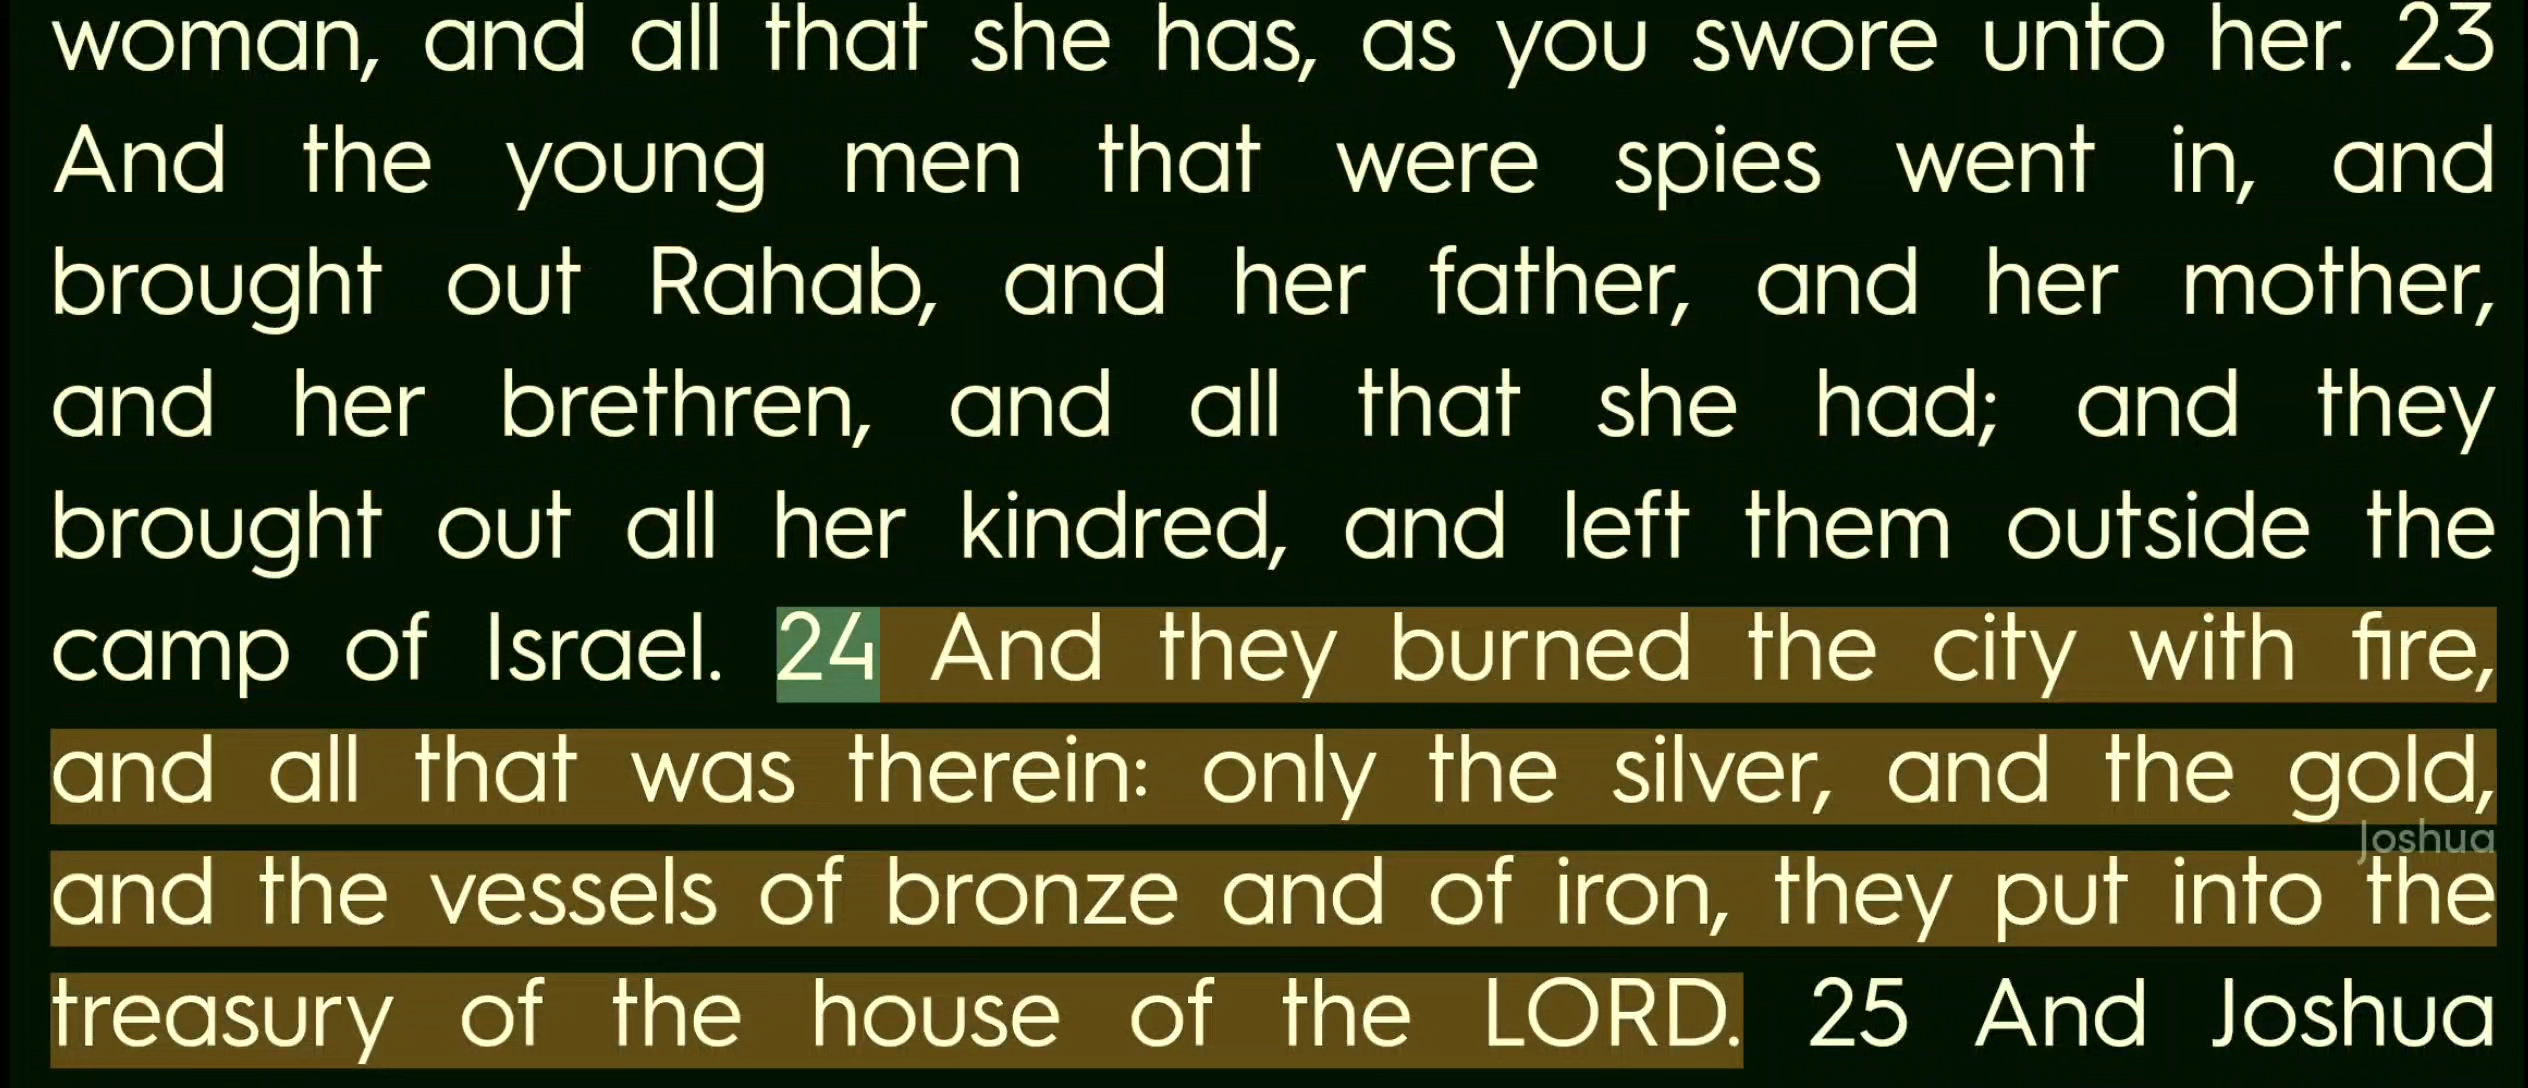 woman, and all that she has, as you swore unto her. 23
And the young men that were spies went in, and
brought out Rahab, and her father, and her mother,
and her brethren, and all that she had; and they
brought out all her kindred, and left them outside the
camp of Israel. 24 And they burned the city with fire,
and all that was therein: only the silver, and the gold,
Joshua
and the vessels of bronze and of iron, they put into the
treasury of the house of the LORD. 25 And Joshua